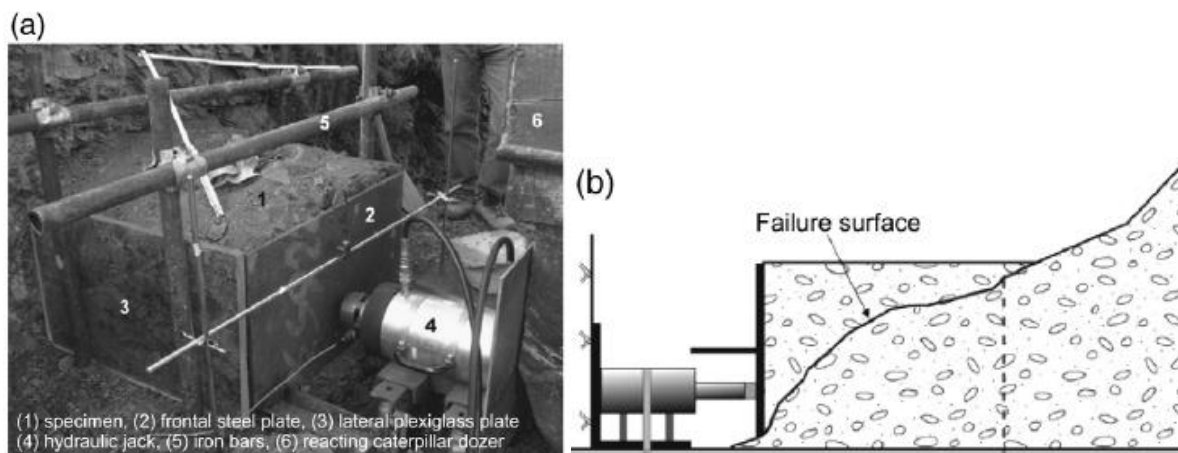 (a)
5
6
1
2
3
4
(1) specimen, (2) frontal steel plate, (3) lateral plexiglass plate
(4) hydraulic jack, (5) iron bars, (6) reacting caterpillar dozer
(b)
Failure surface